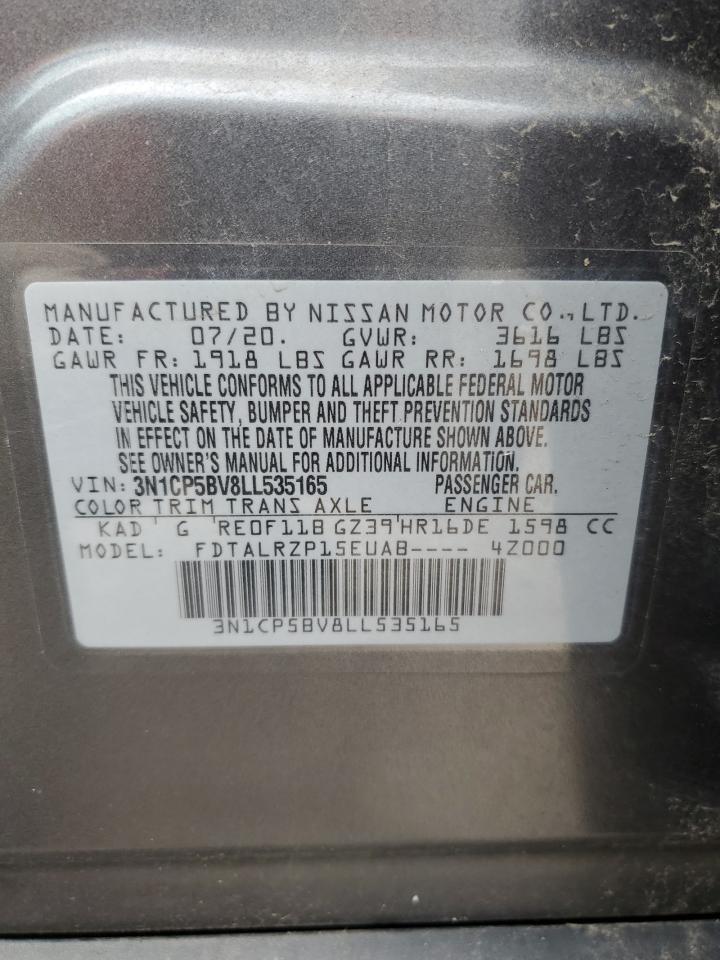 MANUFACTURED BY NISSAN MOTOR CO., LTD.
DATE: 07/20. GVWR: 3616 LBS
GAWR FR: 1918 LBS GAWR RR: 1698 LBS
THIS VEHICLE CONFORMS TO ALL APPLICABLE FEDERAL MOTOR
VEHICLE SAFETY, BUMPER AND THEFT PREVENTION STANDARDS
IN EFFECT ON THE DATE OF MANUFACTURE SHOWN ABOVE.
SEE OWNER'S MANUAL FOR ADDITIONAL INFORMATION.
VIN: 3N1CP5BV8LL535165 PASSENGER CAR.
COLOR TRIM TRANS AXLE ENGINE
KAD ' G RE0F11B GZ39'HR16DE 1598 CC
MODEL: FDTALRZP15EUAB---- 4Z000
3N1CP5BV8LL535165